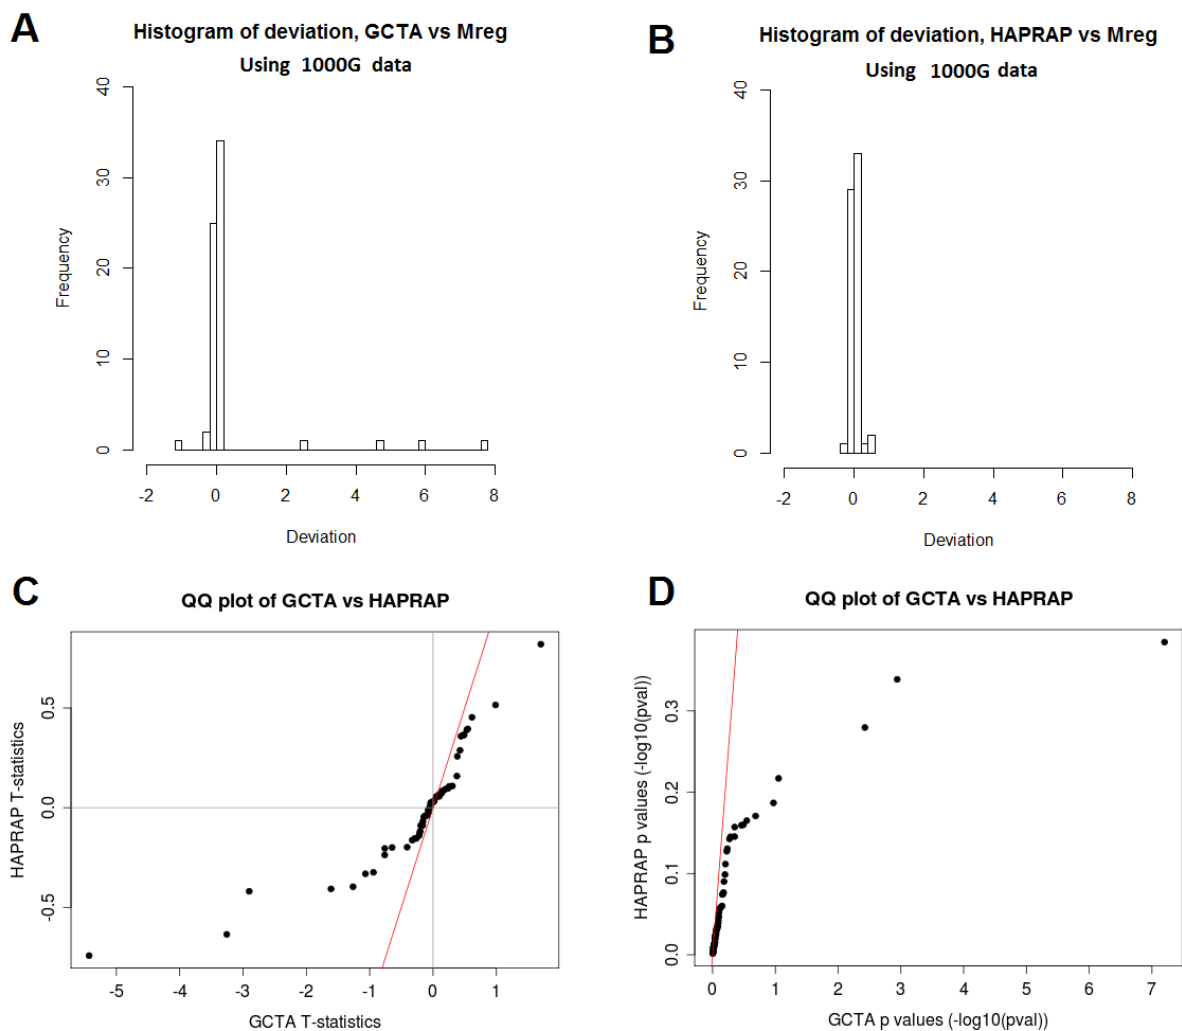 A
Histogram of deviation, GCTA vs Mreg
Using 1000G data
Frequency
40
30
20
10
0
-2 0 2 4 6 8
Deviation
B
Histogram of deviation, HAPRAP vs Mreg
Using 1000G data
Frequency
40
30
20
10
0
-2 0 2 4 6 8
Deviation
C
QQ plot of GCTA vs HAPRAP
HAPRAP T-statistics
0.5
0.0
-0.5
-5 -4 -3 -2 -1 0 1
GCTA T-statistics
D
QQ plot of GCTA vs HAPRAP
HAPRAP p values (-log10(pval))
0.3
0.2
0.1
0.0
0 1 2 3 4 5 6 7
GCTA p values (-log10(pval))